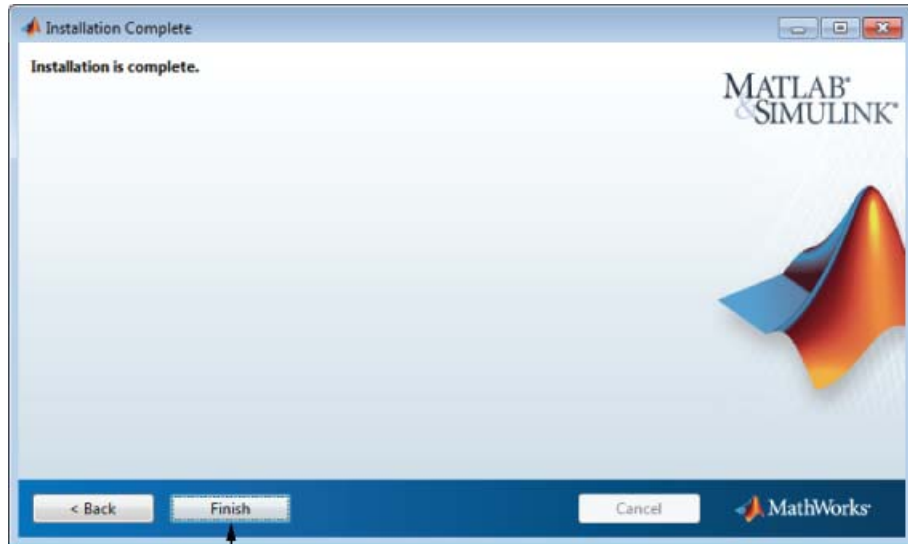 Installation Complete
Installation is complete.
MATLAB®
&SIMULINK®
< Back
Finish
Cancel
MathWorks®